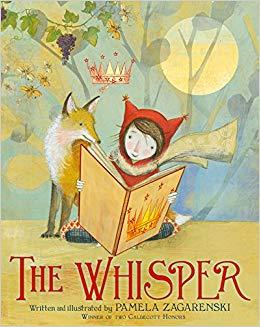 THE WHISPER
Written and illustrated by PAMELA ZAGARENSKI
WINNER OF TWO CALDECOTT HONORS